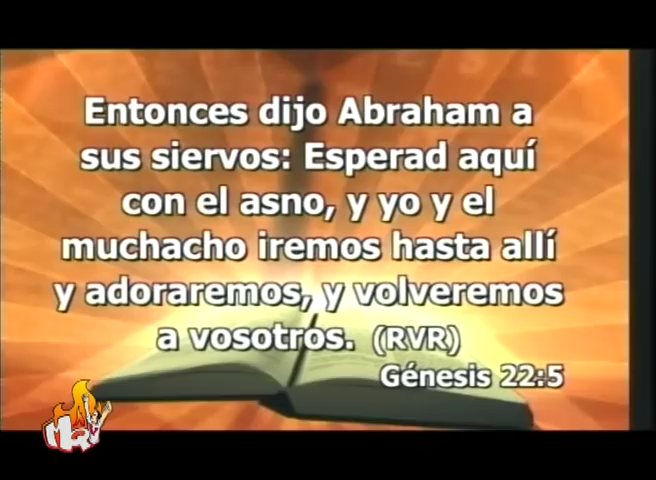 Entonces dijo Abraham a
sus siervos: Esperad aquí
con el asno, y yo y el
muchacho iremos hasta allí
y adoraremos, y volveremos
a vosotros. (RVR)
Génesis 22:5
MRV